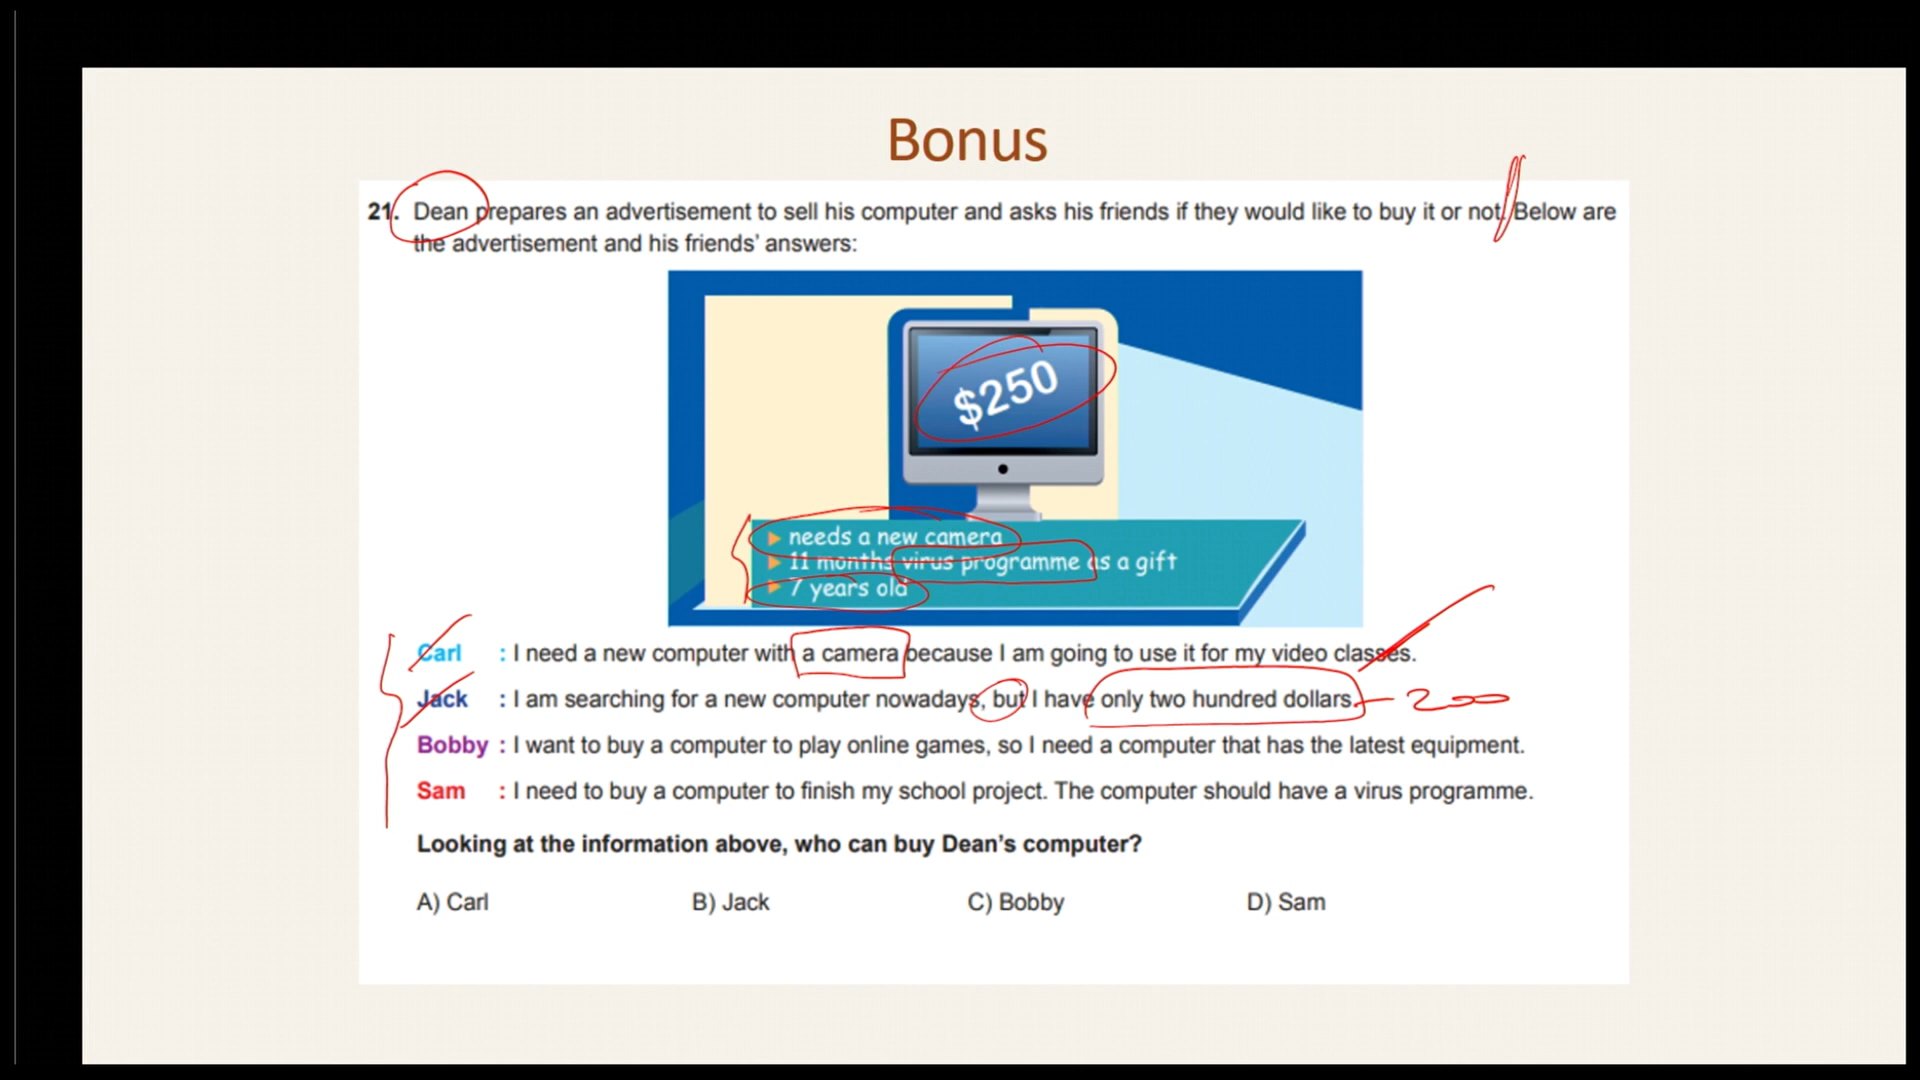 Bonus
21. Dean prepares an advertisement to sell his computer and asks his friends if they would like to buy it or not. Below are
the advertisement and his friends' answers:
$250
needs a new camera
11 months virus programme as a gift
7 years old
Carl : I need a new computer with a camera because I am going to use it for my video classes.
Jack : I am searching for a new computer nowadays, but I have only two hundred dollars. - 200
Bobby : I want to buy a computer to play online games, so I need a computer that has the latest equipment.
Sam : I need to buy a computer to finish my school project. The computer should have a virus programme.
Looking at the information above, who can buy Dean's computer?
A) Carl B) Jack C) Bobby D) Sam